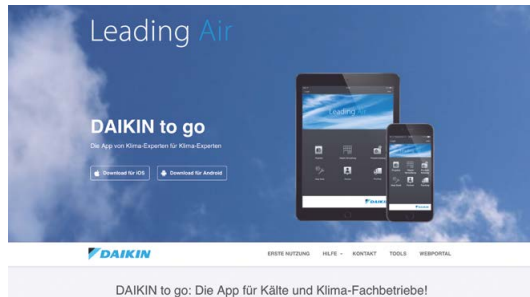 Leading Air
DAIKIN to go
Die App von Klima-Experten für Klima-Experten
Download für iOS Download für Android
Leading Air
DAIKIN
DAIKIN ERSTE NUTZUNG HILFE KONTAKT TOOLS WEBPORTAL
DAIKIN to go: Die App für Kälte und Klima-Fachbetriebe!